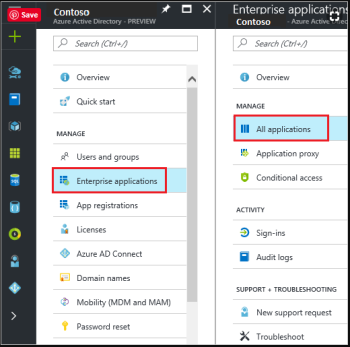 Save
Contoso
Azure Active Directory - PREVIEW
Search (Ctrl+/)
Overview
Quick start
MANAGE
Users and groups
Enterprise applications
App registrations
Licenses
Azure AD Connect
Domain names
Mobility (MDM and MAM)
Password reset
Enterprise applications
Contoso - Azure Active
Search (Ctrl+/)
Overview
MANAGE
All applications
Application proxy
Conditional access
ACTIVITY
Sign-ins
Audit logs
SUPPORT + TROUBLESHOOTING
New support request
Troubleshoot